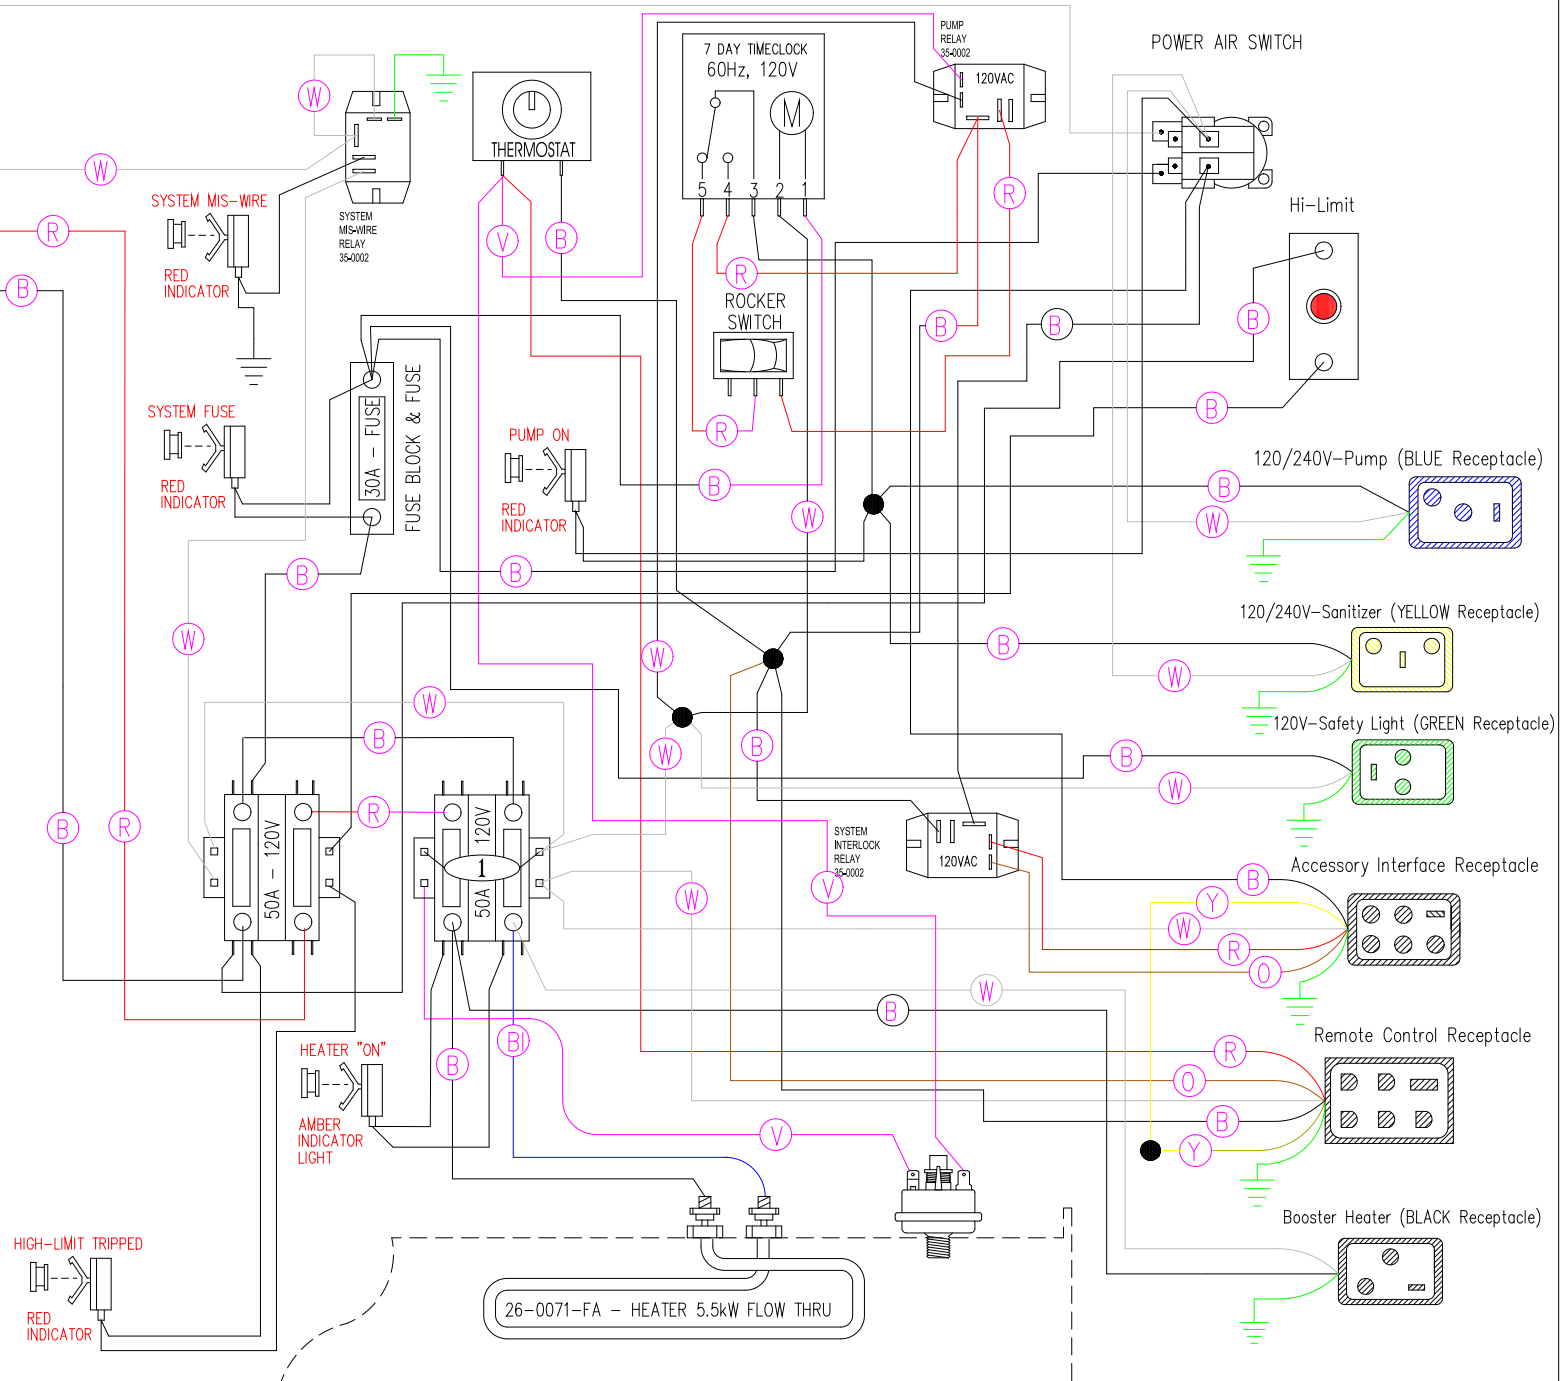 PUMP
RELAY
35-0002
POWER AIR SWITCH
7 DAY TIMECLOCK
60Hz, 120V
120VAC
W
M
THERMOSTAT
W
5 4 3 2 1
R
SYSTEM MIS-WIRE
Hi-Limit
SYSTEM
MIS-WIRE
RELAY
35-0002
R
V
B
RED
INDICATOR
R
B
ROCKER
SWITCH
B
B
B
FUSE BLOCK & FUSE
30A - FUSE
SYSTEM FUSE
B
R
PUMP ON
120/240V-Pump (BLUE Receptacle)
RED
INDICATOR
B
B
RED
INDICATOR
W
W
B
B
120/240V-Sanitizer (YELLOW Receptacle)
W
W
B
W
120V-Safety Light (GREEN Receptacle)
W
B
W
B
B
W
R
B
R
50A - 120V
50A 120V
1
SYSTEM
INTERLOCK
RELAY
35-0002
120VAC
Accessory Interface Receptacle
V
B
W
Y
W
R
O
W
B
Remote Control Receptacle
HEATER "ON"
Bl
B
R
O
B
AMBER
INDICATOR
LIGHT
V
Y
Booster Heater (BLACK Receptacle)
HIGH-LIMIT TRIPPED
RED
INDICATOR
26-0071-FA - HEATER 5.5kW FLOW THRU